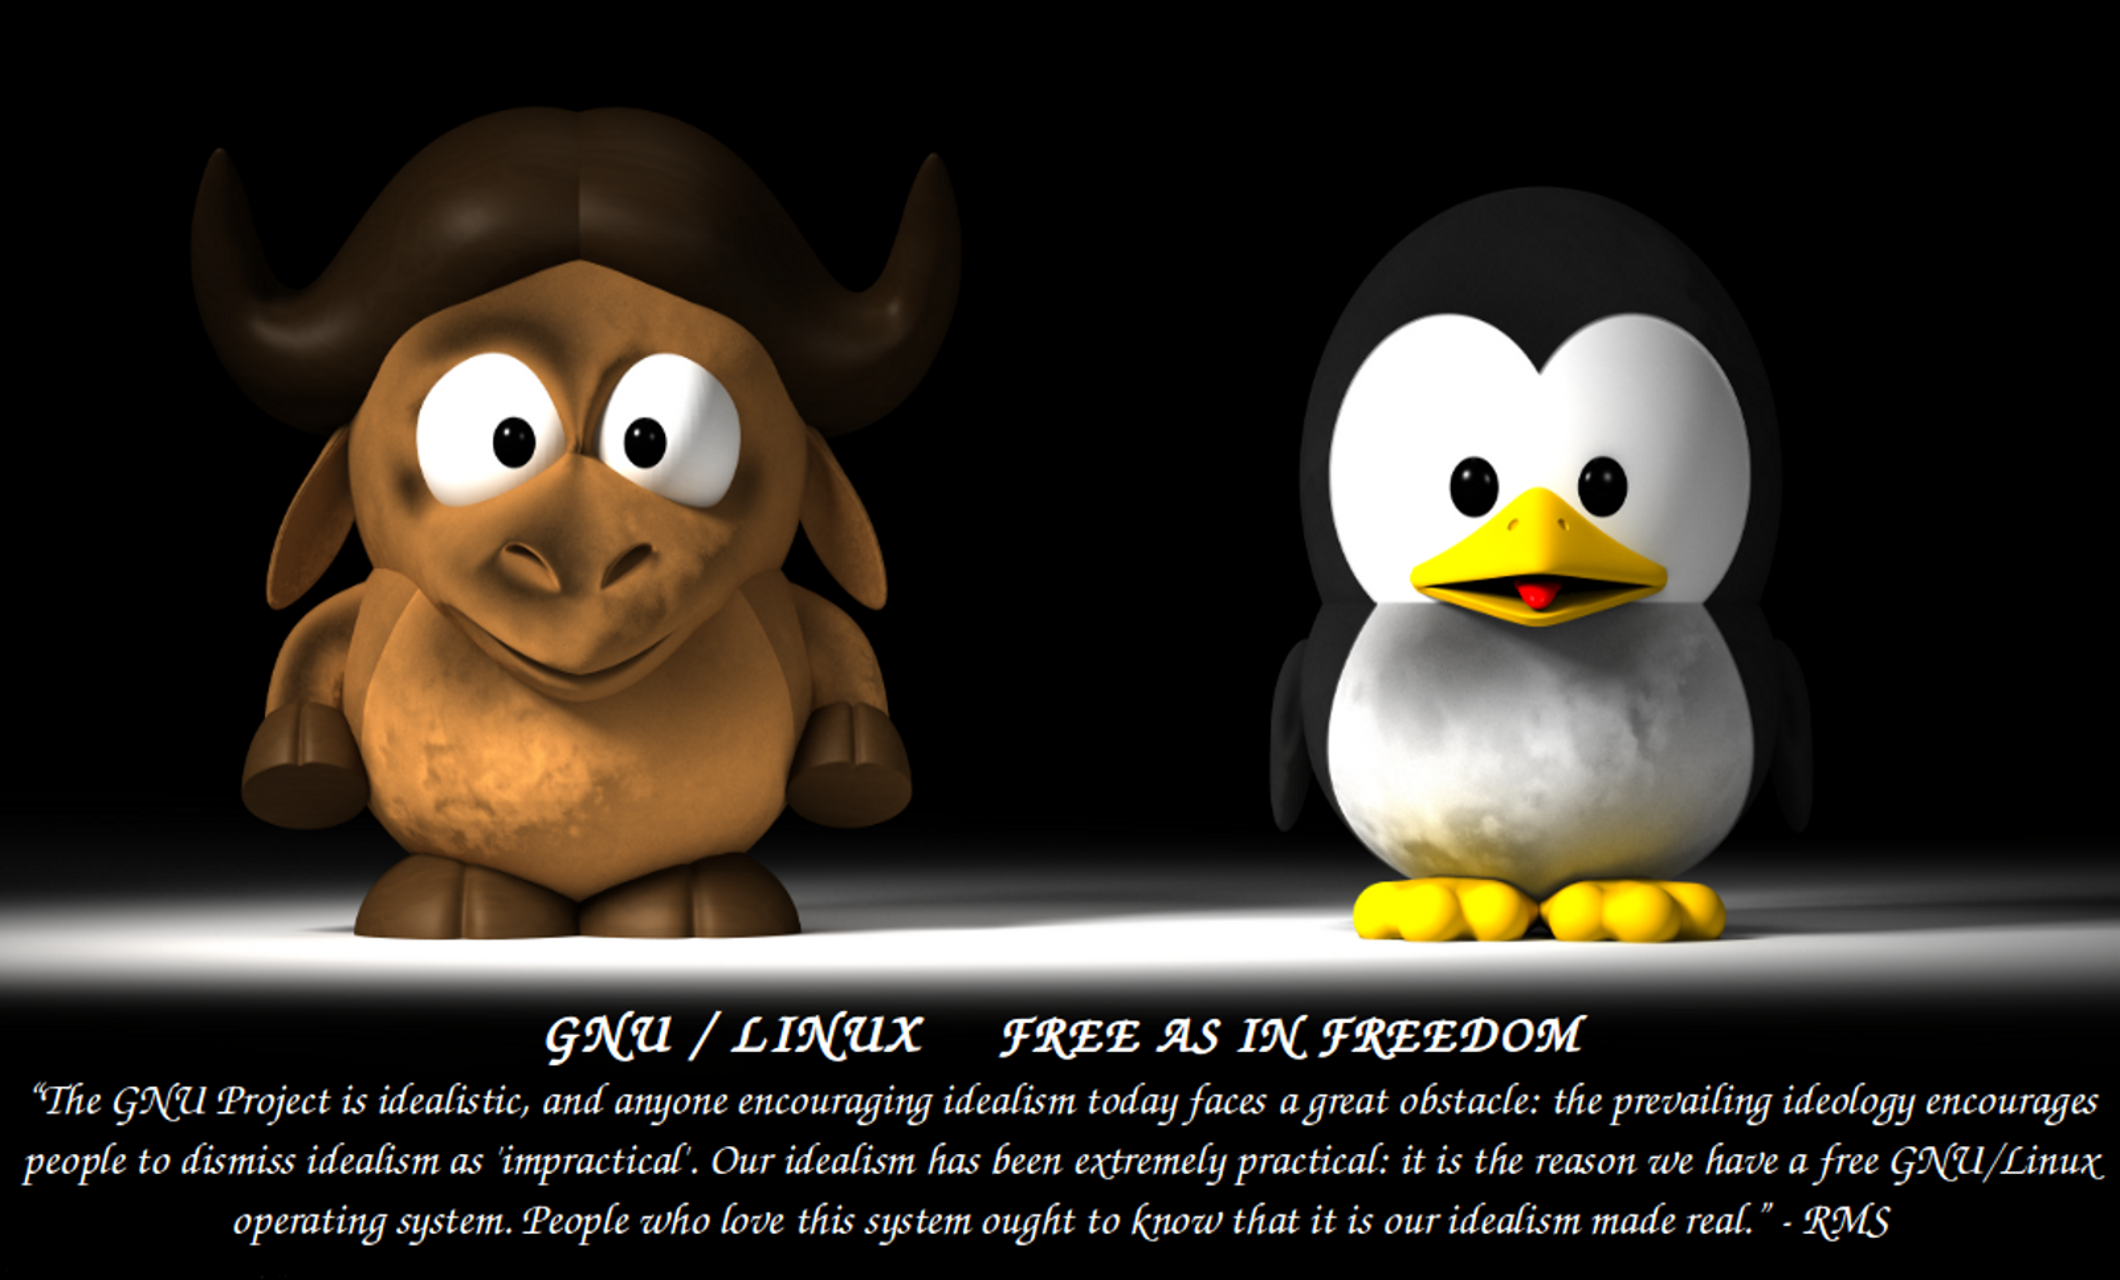 GNU / LINUX FREE AS IN FREEDOM
“The GNU Project is idealistic, and anyone encouraging idealism today faces a great obstacle: the prevailing ideology encourages
people to dismiss idealism as 'impractical'. Our idealism has been extremely practical: it is the reason we have a free GNU/Linux
operating system. People who love this system ought to know that it is our idealism made real.” - RMS